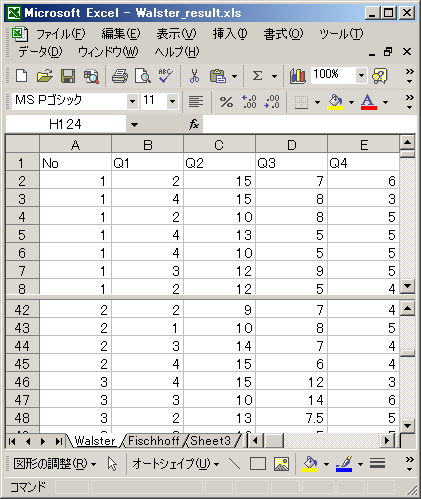 Microsoft Excel - Walster_result.xls
ファイル(F) 編集(E) 表示(V) 挿入(I) 書式(O) ツール(T)
データ(D) ウィンドウ(W) ヘルプ(H)
ABC Σ 100% ?
MS Pゴシック 11 % A
H124
A B C D E
1 No Q1 Q2 Q3 Q4
2 1 2 15 7 6
3 1 4 15 8 3
4 1 2 10 8 5
5 1 4 13 5 5
6 1 4 10 5 5
7 1 3 12 9 5
8 1 2 12 5 4
42 2 2 9 7 4
43 2 1 10 8 5
44 2 3 14 7 4
45 2 4 15 6 4
46 3 4 15 12 3
47 3 3 10 14 6
48 3 2 13 7.5 5
Walster Fischhoff Sheet3
図形の調整(R) オートシェイプ(U)
コマンド